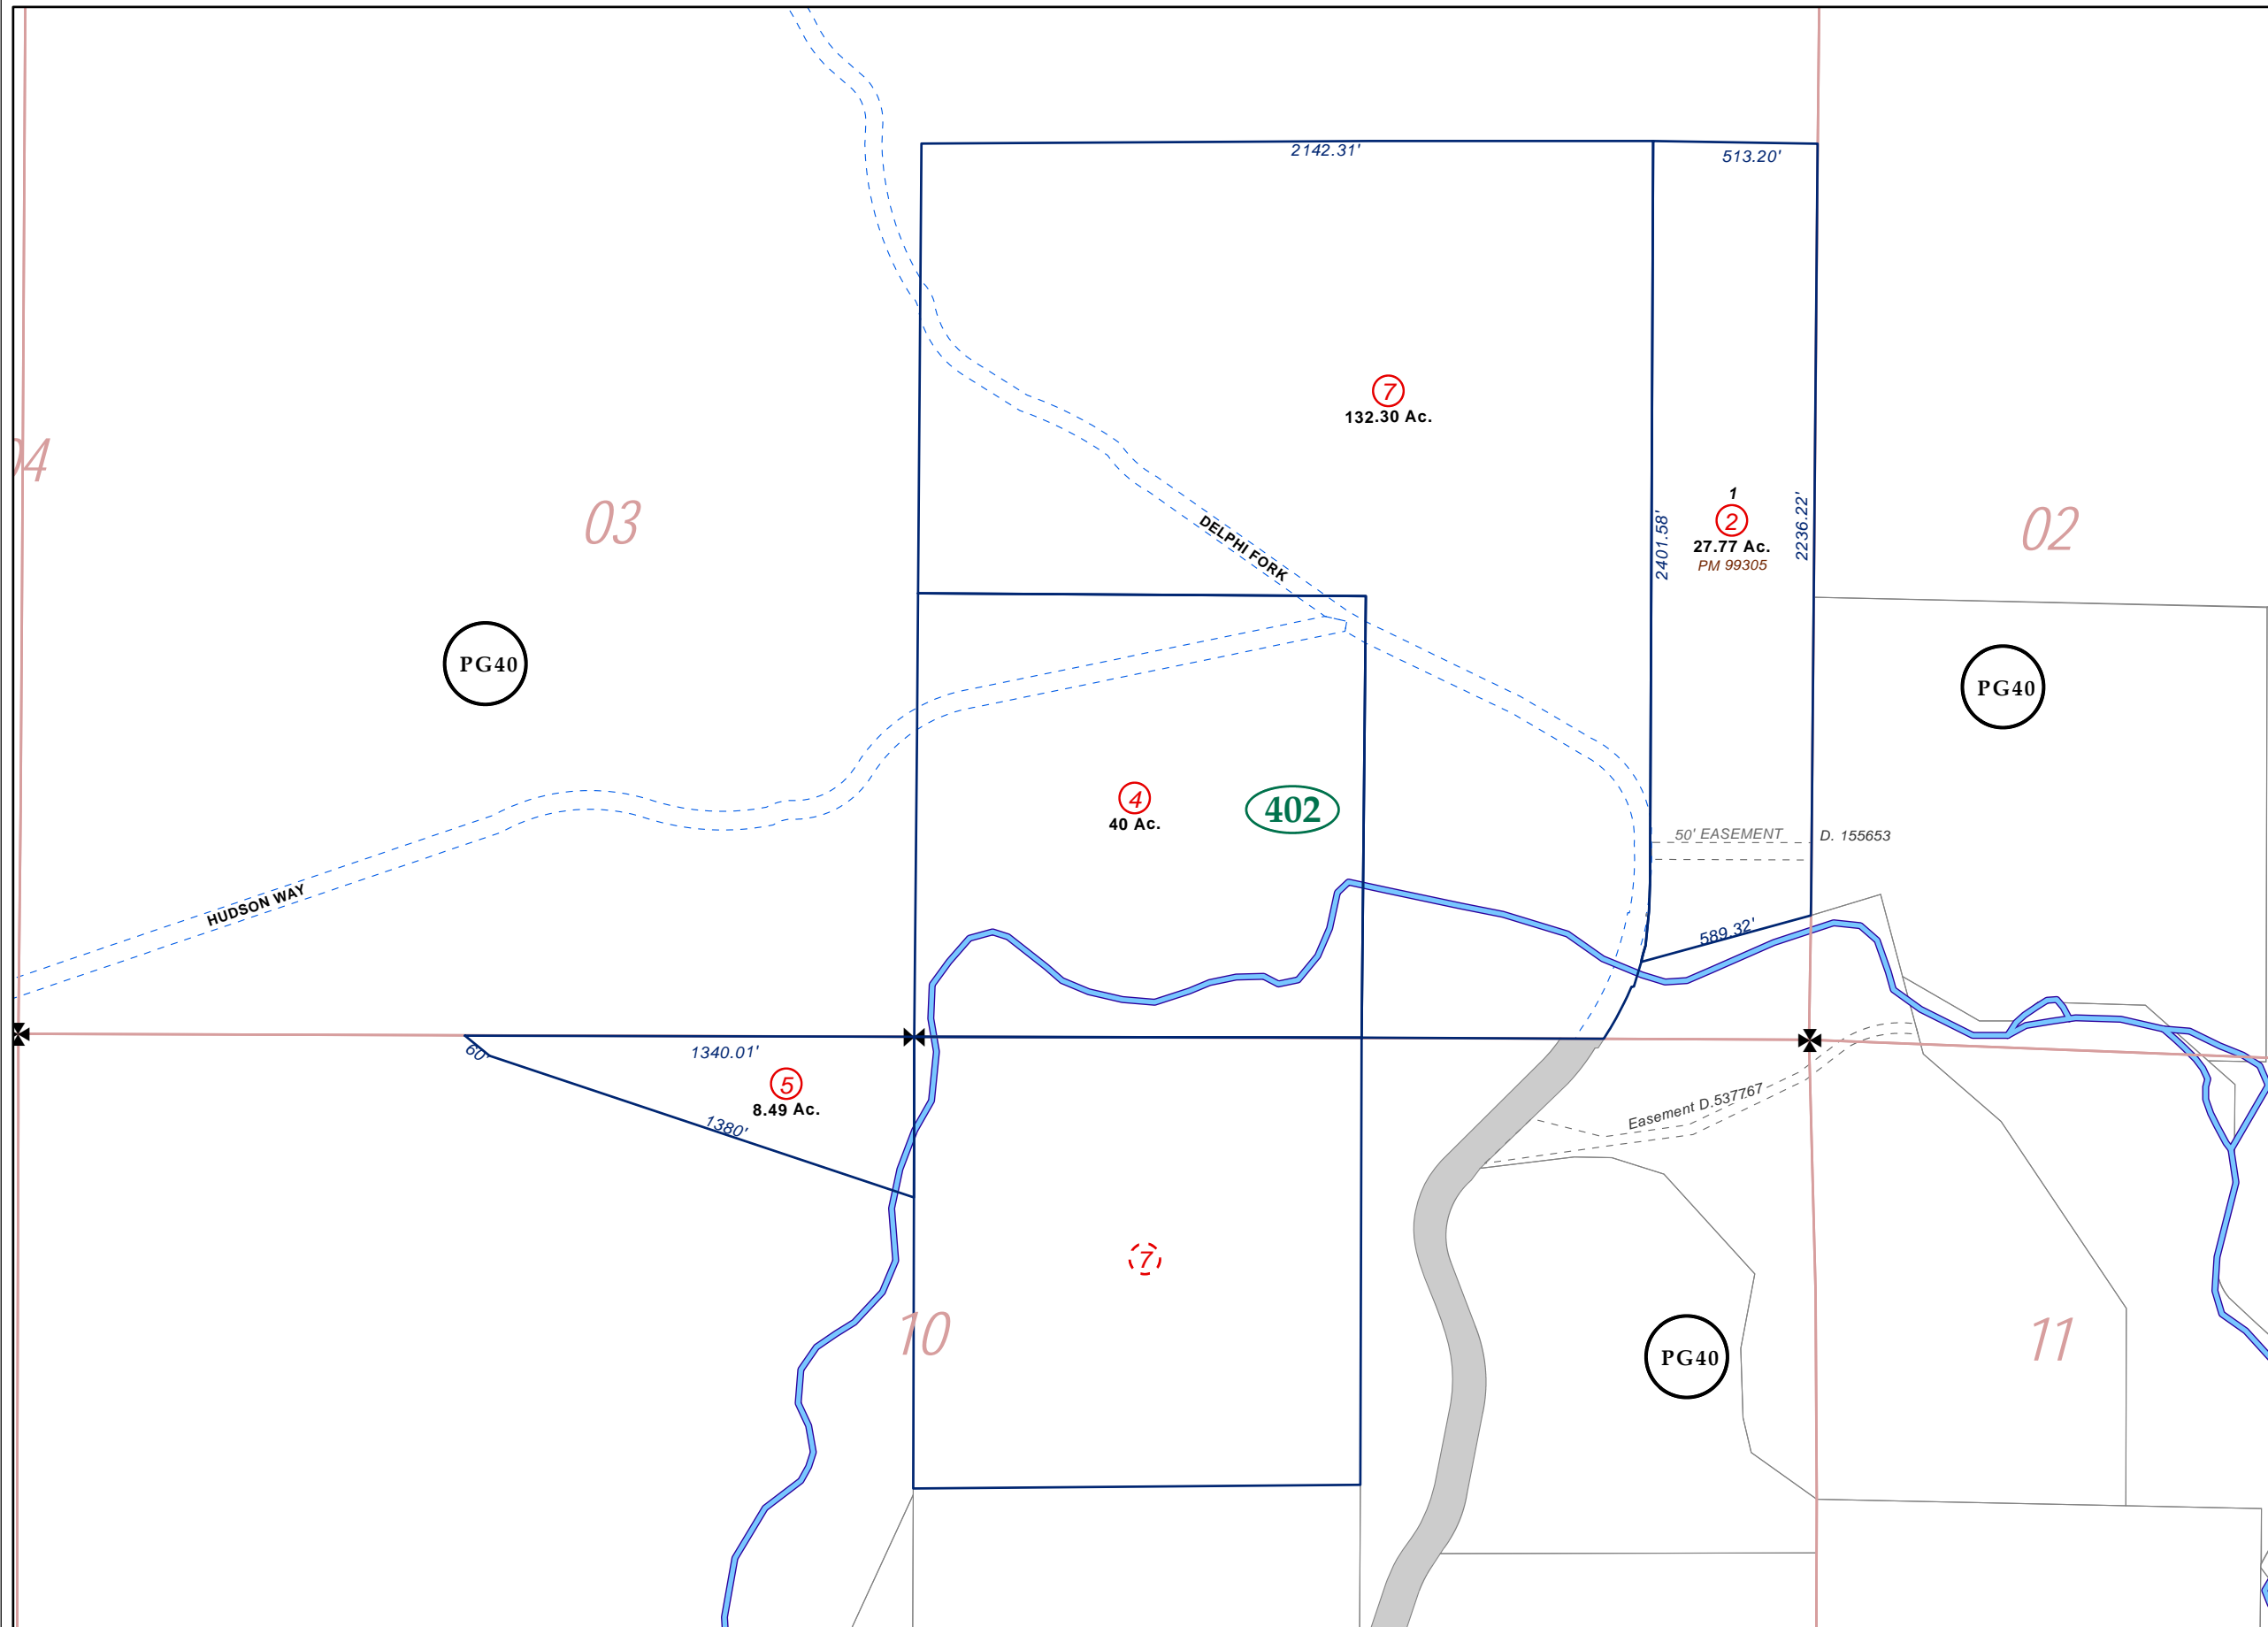 2142.31'
513.20'
7
132.30 Ac.
04
03
1
2
27.77 Ac.
PM 99305
2401.58'
2236.22'
02
DELPHI FORK
PG40
PG40
4
40 Ac.
402
50' EASEMENT
D. 155653
HUDSON WAY
589.32'
60'
1340.01'
5
8.49 Ac.
1380'
Easement D.537767
7
10
11
PG40